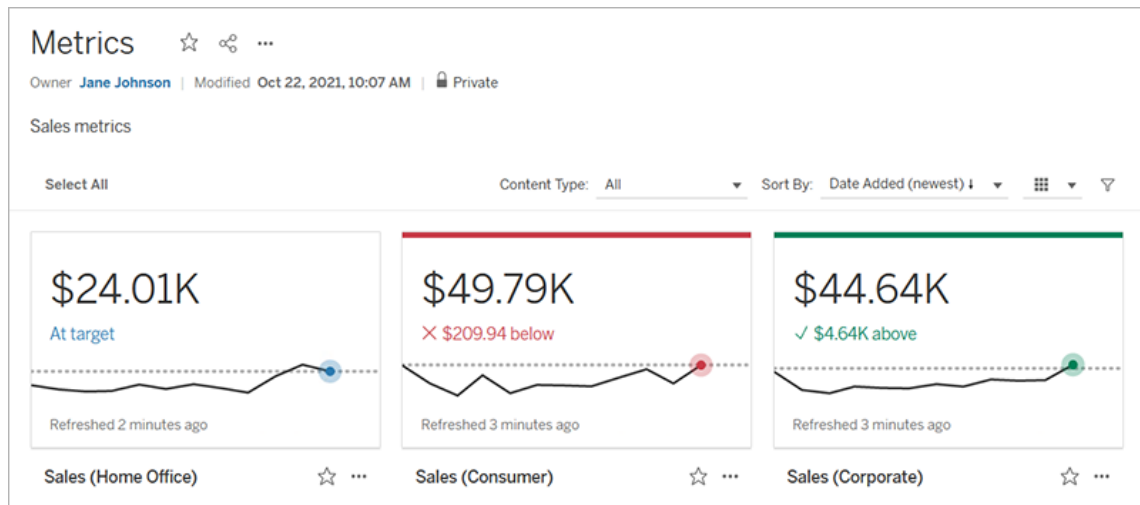 Metrics
Owner Jane Johnson | Modified Oct 22, 2021, 10:07 AM | Private
Sales metrics
Select All Content Type: All Sort By: Date Added (newest) ↓
$24.01K $49.79K $44.64K
At target × $209.94 below ✓ $4.64K above
Refreshed 2 minutes ago Refreshed 3 minutes ago Refreshed 3 minutes ago
Sales (Home Office) Sales (Consumer) Sales (Corporate)